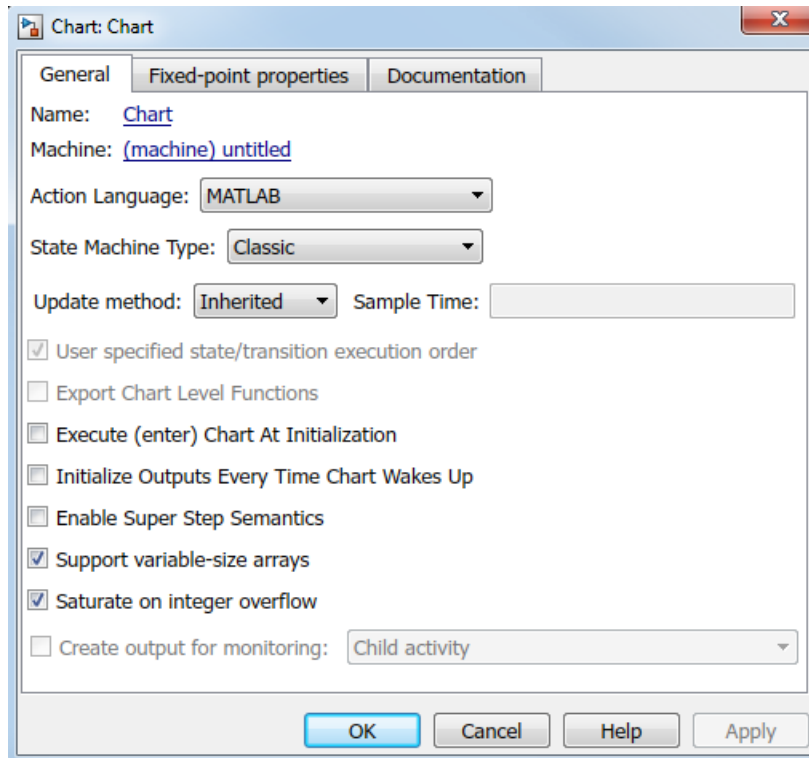 Chart: Chart
General Fixed-point properties Documentation
Name: Chart
Machine: (machine) untitled
Action Language: MATLAB
State Machine Type: Classic
Update method: Inherited Sample Time:
User specified state/transition execution order
Export Chart Level Functions
Execute (enter) Chart At Initialization
Initialize Outputs Every Time Chart Wakes Up
Enable Super Step Semantics
Support variable-size arrays
Saturate on integer overflow
Create output for monitoring: Child activity
OK Cancel Help Apply